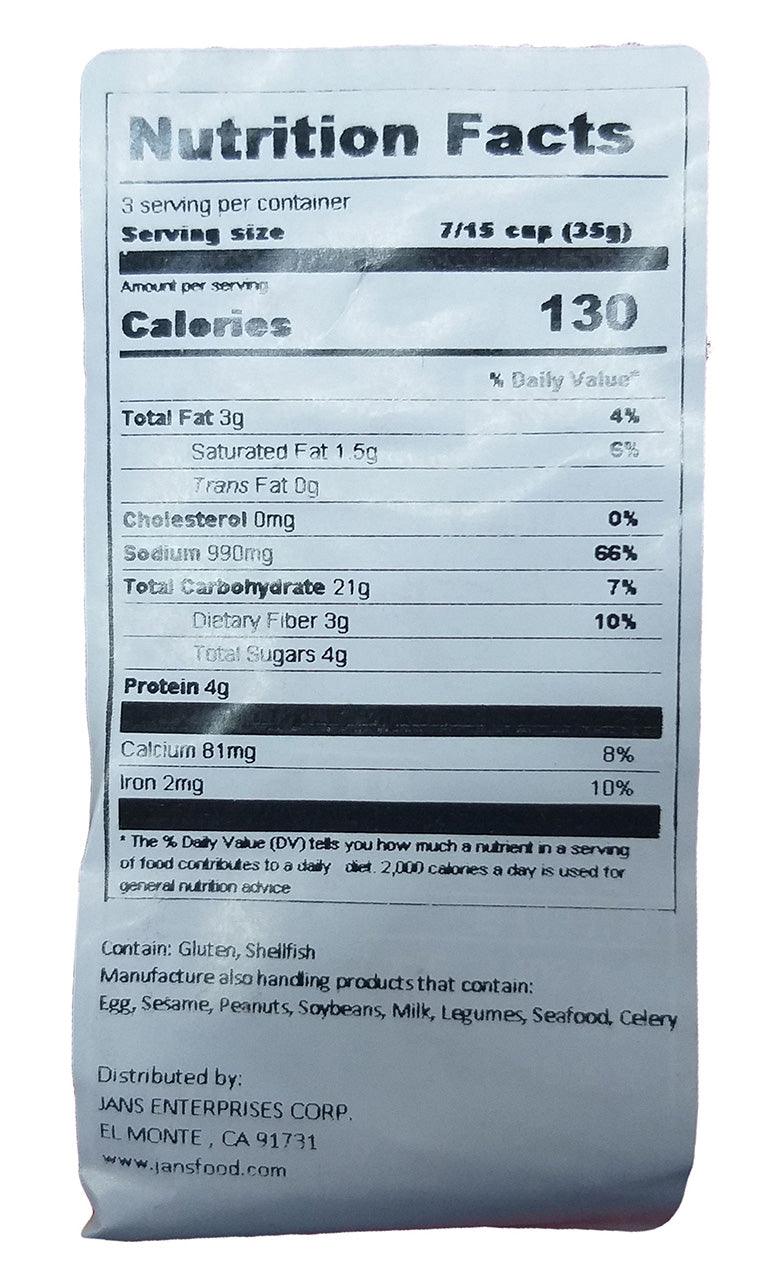 Nutrition Facts
3 serving per container
Serving size 7/15 cup (35g)
Amount per serving
Calories 130
% Daily Value*
Total Fat 3g 4%
Saturated Fat 1.5g 6%
Trans Fat 0g
Cholesterol 0mg 0%
Sodium 990mg 66%
Total Carbohydrate 21g 7%
Dietary Fiber 3g 10%
Total Sugars 4g
Protein 4g
Calcium 81mg 8%
Iron 2mg 10%
* The % Daily Value (DV) tells you how much a nutrient in a serving
of food contributes to a daily diet. 2,000 calories a day is used for
general nutrition advice
Contain: Gluten, Shellfish
Manufacture also handling products that contain:
Egg, Sesame, Peanuts, Soybeans, Milk, Legumes, Seafood, Celery
Distributed by:
JANS ENTERPRISES CORP.
EL MONTE , CA 91731
www.jansfood.com